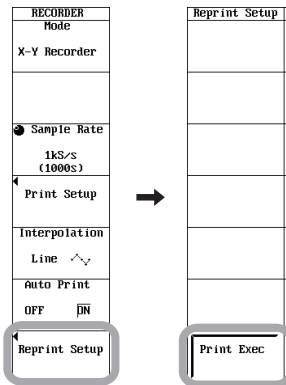 RECORDER
Mode
X-Y Recorder
Sample Rate
1kS/s
(1000s)
Print Setup
Interpolation
Line
Auto Print
OFF ON
Reprint Setup
Reprint Setup
Print Exec